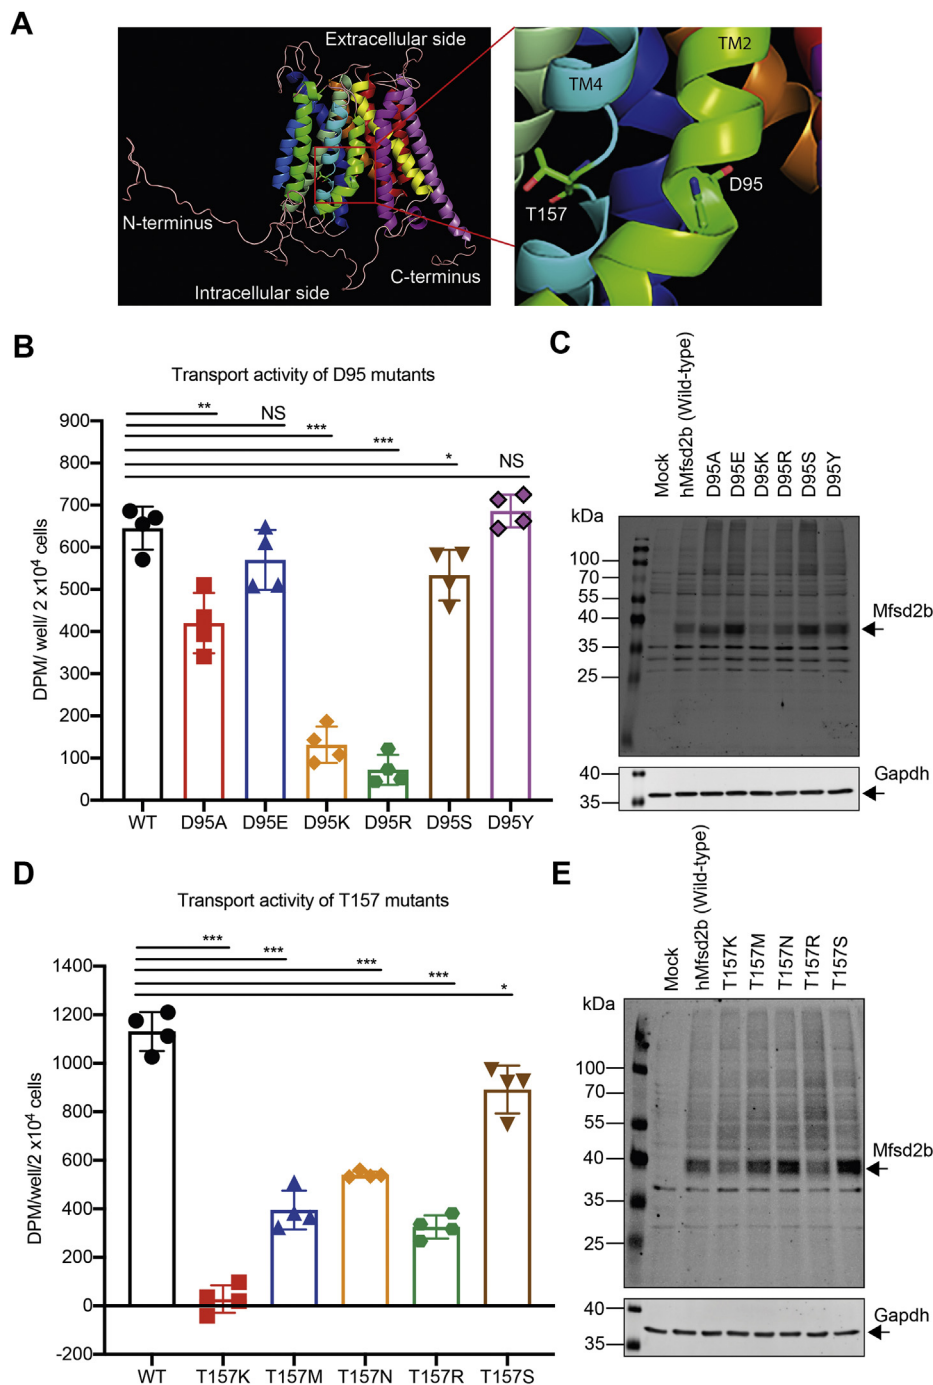 A
Extracellular side
N-terminus
C-terminus
Intracellular side
TM2
TM4
D95
T157
B
Transport activity of D95 mutants
** NS *** *** * NS
DPM/ well/ 2 x10⁴ cells
900
800
700
600
500
400
300
200
100
0
WT D95A D95E D95K D95R D95S D95Y
C
Mock
hMfsd2b (Wild-type)
D95A
D95E
D95K
D95R
D95S
D95Y
kDa
100
70
55
40
35
25
Mfsd2b
40
35
Gapdh
D
Transport activity of T157 mutants
*** *** *** *** *
DPM/well/2 x10⁴ cells
1400
1200
1000
800
600
400
200
0
-200
WT T157K T157M T157N T157R T157S
E
Mock
hMfsd2b (Wild-type)
T157K
T157M
T157N
T157R
T157S
kDa
100
70
55
40
35
25
Mfsd2b
40
35
Gapdh